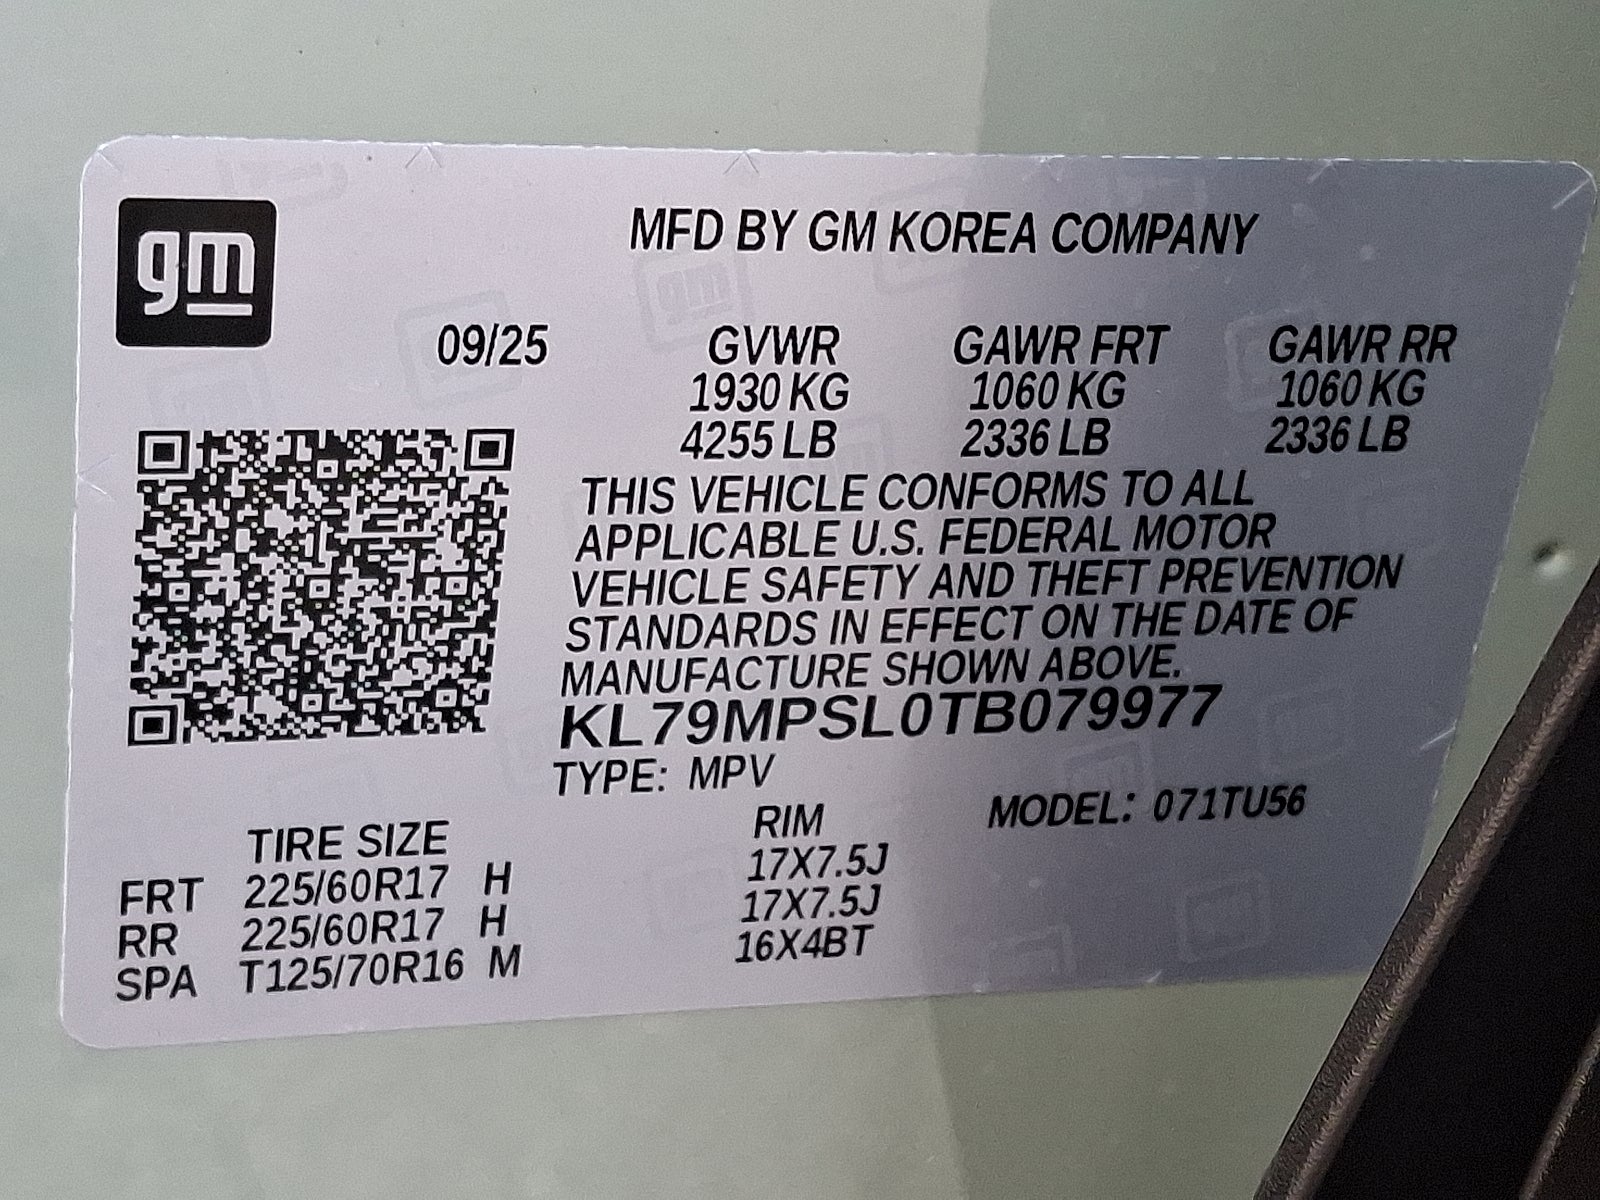 gm
MFD BY GM KOREA COMPANY
09/25 GVWR GAWR FRT GAWR RR
1930 KG 1060 KG 1060 KG
4255 LB 2336 LB 2336 LB
THIS VEHICLE CONFORMS TO ALL
APPLICABLE U.S. FEDERAL MOTOR
VEHICLE SAFETY AND THEFT PREVENTION
STANDARDS IN EFFECT ON THE DATE OF
MANUFACTURE SHOWN ABOVE.
KL79MPSL0TB079977
TYPE: MPV
MODEL: 071TU56
TIRE SIZE RIM
FRT 225/60R17 H 17X7.5J
RR 225/60R17 H 17X7.5J
SPA T125/70R16 M 16X4BT